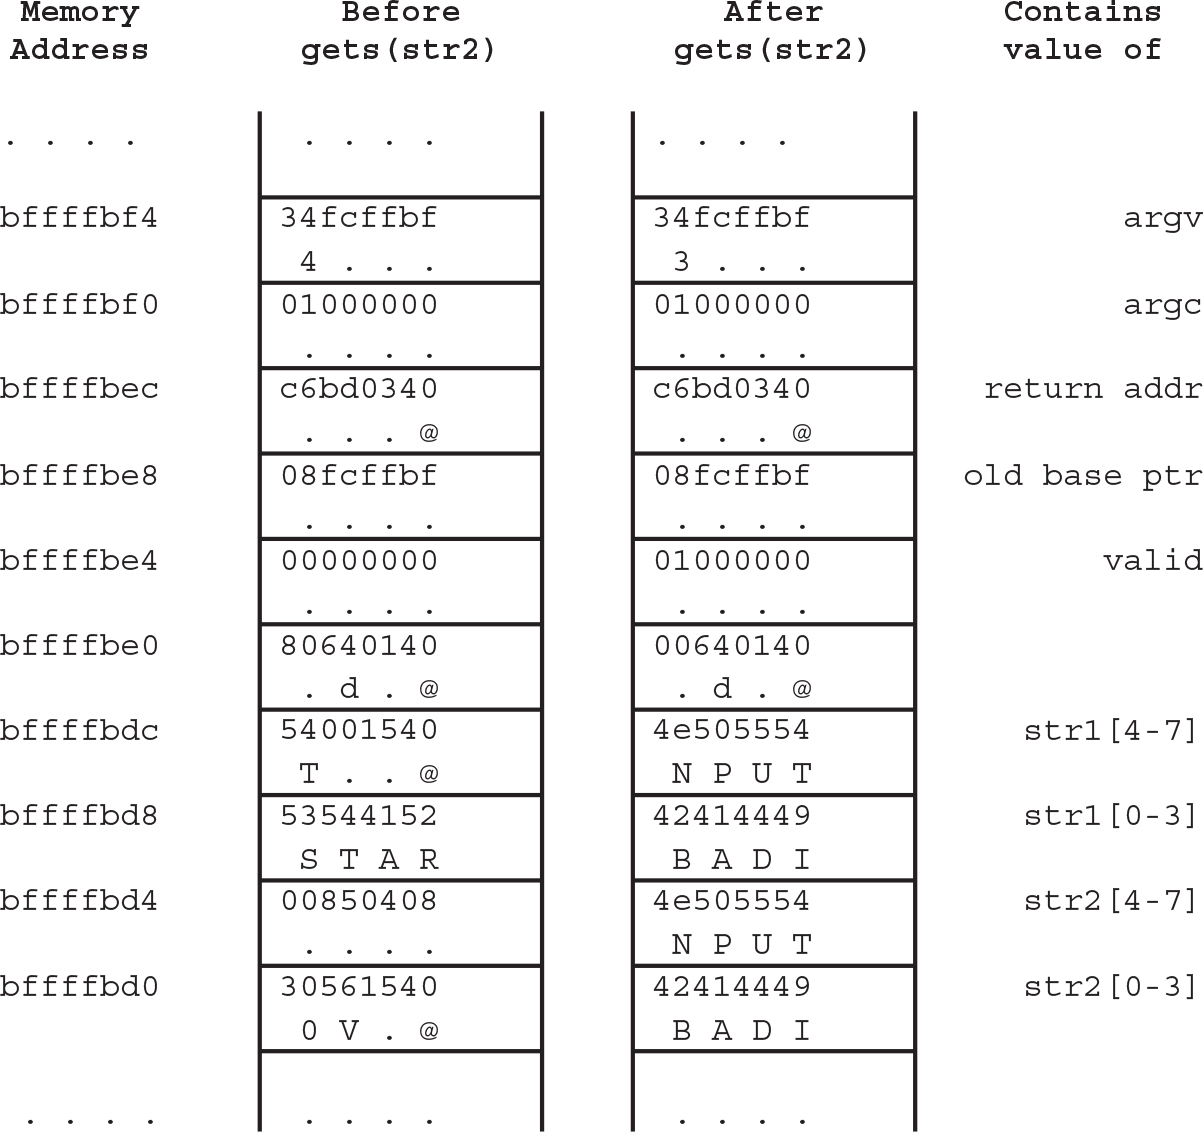 Memory Before After Contains
Address gets(str2) gets(str2) value of
. . . . . . . . . . . .
bffffbf4 34fcffbf 34fcffbf argv
4 . . . 3 . . .
bffffbf0 01000000 01000000 argc
. . . . . . . .
bffffbec c6bd0340 c6bd0340 return addr
. . . @ . . . @
bffffbe8 08fcffbf 08fcffbf old base ptr
. . . . . . . .
bffffbe4 00000000 01000000 valid
. . . . . . . .
bffffbe0 80640140 00640140
. d . @ . d . @
bffffbdc 54001540 4e505554 str1[4-7]
T . . @ N P U T
bffffbd8 53544152 42414449 str1[0-3]
S T A R B A D I
bffffbd4 00850408 4e505554 str2[4-7]
. . . . N P U T
bffffbd0 30561540 42414449 str2[0-3]
0 V . @ B A D I
. . . . . . . . . . . .